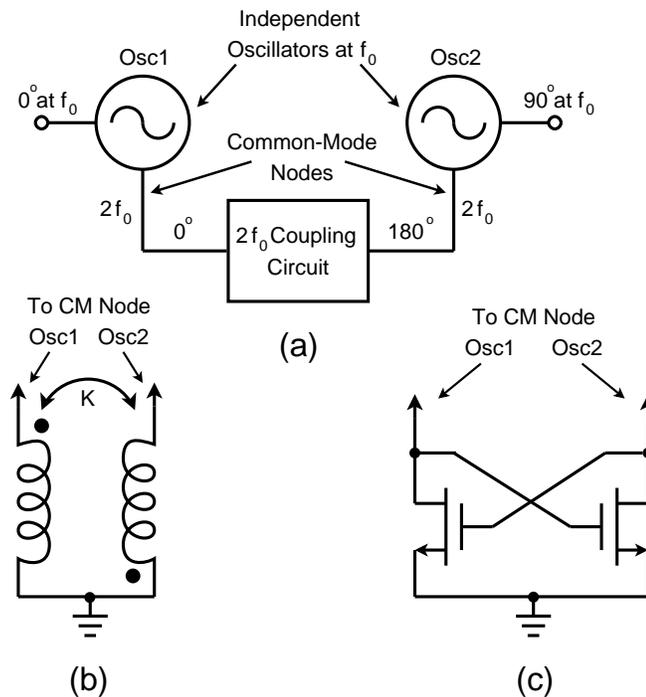 Independent
Oscillators at f0
Osc1
Osc2
0° at f0
90° at f0
Common-Mode
Nodes
2f0
2f0
0°
180°
2f0 Coupling
Circuit
(a)
To CM Node
Osc1 Osc2
K
(b)
To CM Node
Osc1 Osc2
(c)